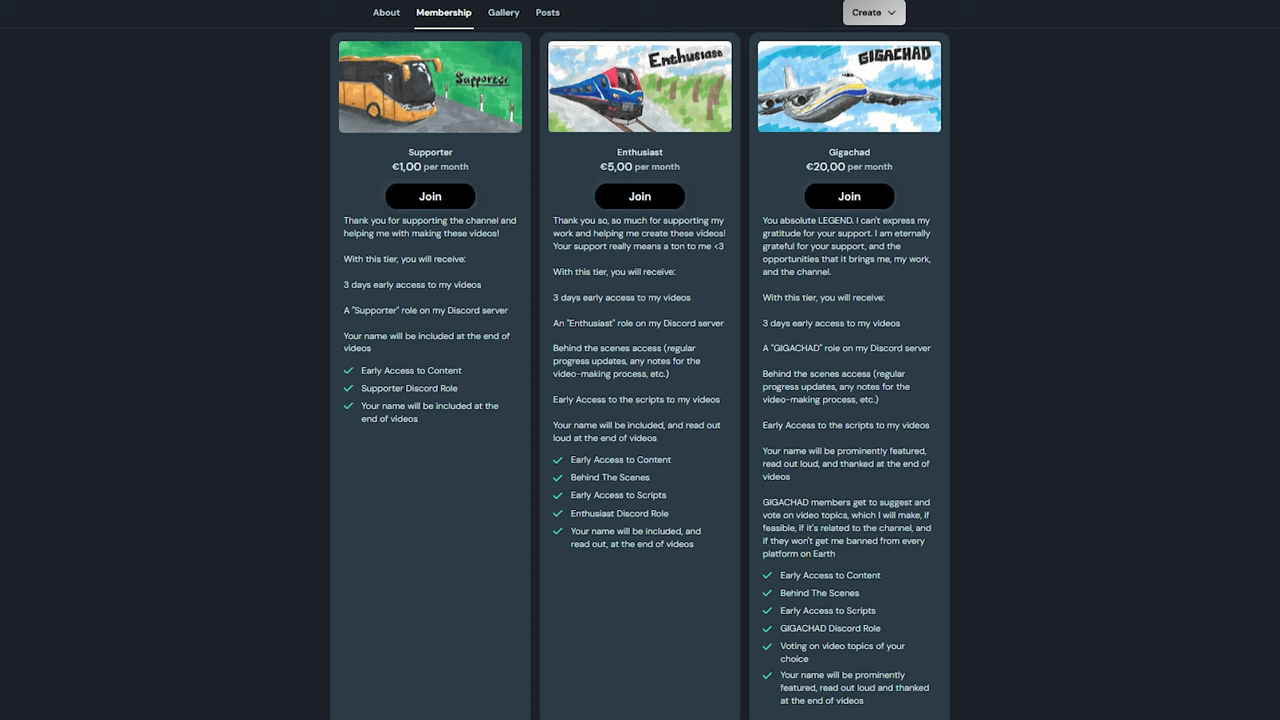 About
Membership
Gallery
Posts
Create
Supporter
Supporter
€1,00 per month
Join
Thank you for supporting the channel and
helping me with making these videos!
With this tier, you will receive:
3 days early access to my videos
A "Supporter" role on my Discord server
Your name will be included at the end of
videos
Early Access to Content
Supporter Discord Role
Your name will be included at the
end of videos
Enthusiast
Enthusiast
€5,00 per month
Join
Thank you so, so much for supporting my
work and helping me create these videos!
Your support really means a ton to me <3
With this tier, you will receive:
3 days early access to my videos
An "Enthusiast" role on my Discord server
Behind the scenes access (regular
progress updates, any notes for the
video-making process, etc.)
Early Access to the scripts to my videos
Your name will be included, and read out
loud at the end of videos
Early Access to Content
Behind The Scenes
Early Access to Scripts
Enthusiast Discord Role
Your name will be included, and
read out, at the end of videos
GIGACHAD
Gigachad
€20,00 per month
Join
You absolute LEGEND. I can't express my
gratitude for your support. I am eternally
grateful for your support, and the
opportunities that it brings me, my work,
and the channel.
With this tier, you will receive:
3 days early access to my videos
A "GIGACHAD" role on my Discord server
Behind the scenes access (regular
progress updates, any notes for the
video-making process, etc.)
Early Access to the scripts to my videos
Your name will be prominently featured,
read out loud, and thanked at the end of
videos
GIGACHAD members get to suggest and
vote on video topics, which I will make, if
feasible, if it's related to the channel, and
if they won't get me banned from every
platform on Earth
Early Access to Content
Behind The Scenes
Early Access to Scripts
GIGACHAD Discord Role
Voting on video topics of your
choice
Your name will be prominently
featured, read out loud and thanked
at the end of videos